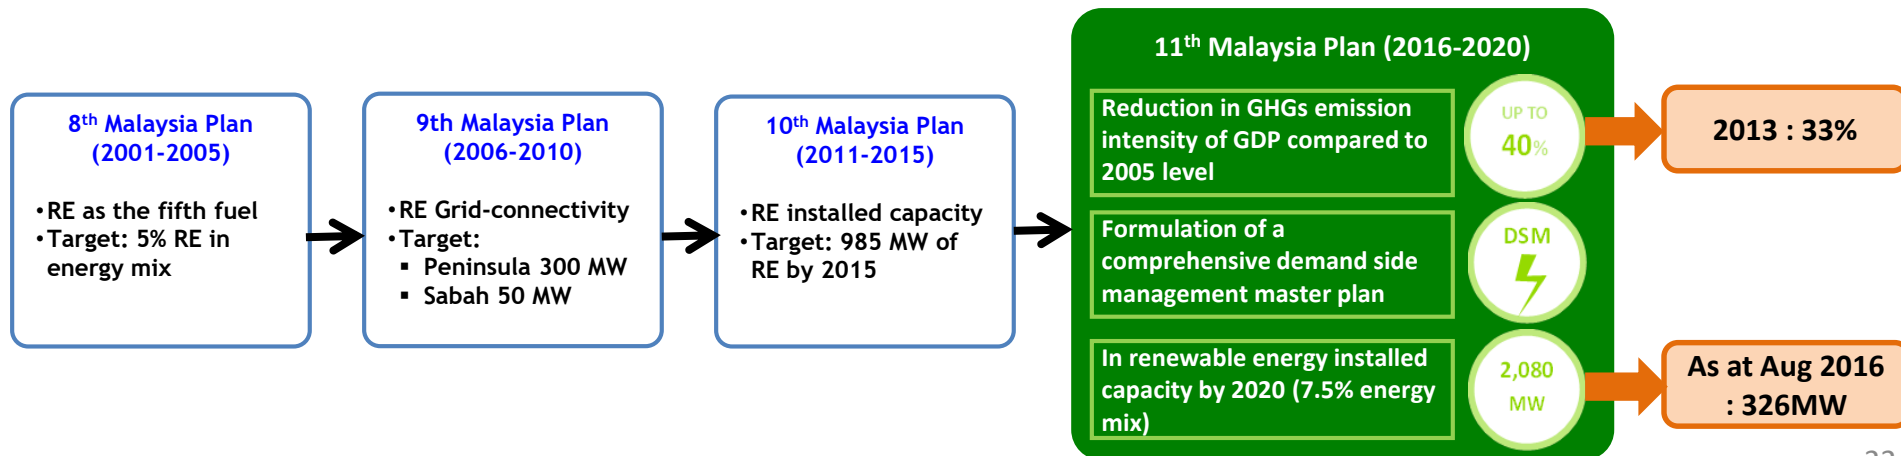 8th Malaysia Plan
(2001-2005)
•RE as the fifth fuel
•Target: 5% RE in
energy mix
9th Malaysia Plan
(2006-2010)
•RE Grid-connectivity
•Target:
▪ Peninsula 300 MW
▪ Sabah 50 MW
10th Malaysia Plan
(2011-2015)
•RE installed capacity
•Target: 985 MW of
RE by 2015
11th Malaysia Plan (2016-2020)
Reduction in GHGs emission
intensity of GDP compared to
2005 level
UP TO
40%
2013 : 33%
Formulation of a
comprehensive demand side
management master plan
DSM
In renewable energy installed
capacity by 2020 (7.5% energy
mix)
2,080
MW
As at Aug 2016
: 326MW